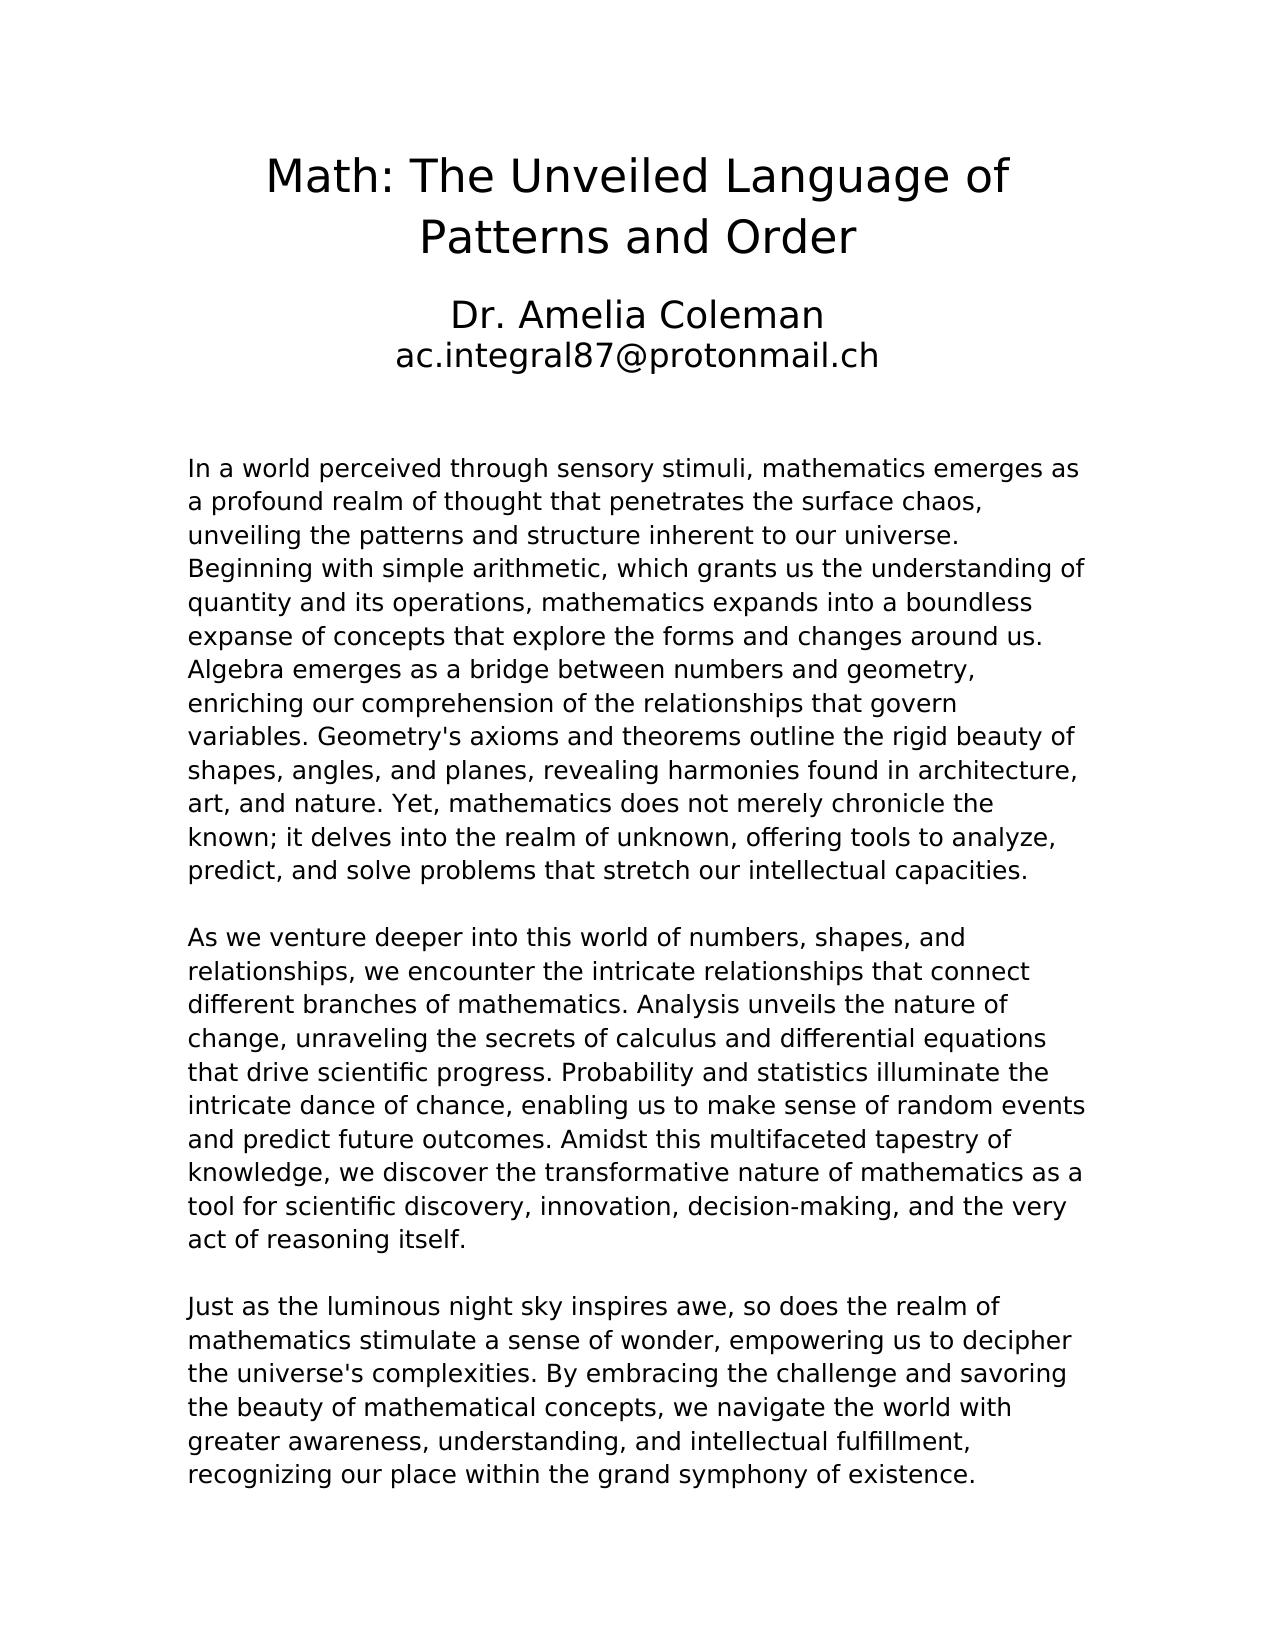 Math: The Unveiled Language of
Patterns and Order
Dr. Amelia Coleman
ac.integral87@protonmail.ch
In a world perceived through sensory stimuli, mathematics emerges as
a profound realm of thought that penetrates the surface chaos,
unveiling the patterns and structure inherent to our universe.
Beginning with simple arithmetic, which grants us the understanding of
quantity and its operations, mathematics expands into a boundless
expanse of concepts that explore the forms and changes around us.
Algebra emerges as a bridge between numbers and geometry,
enriching our comprehension of the relationships that govern
variables. Geometry's axioms and theorems outline the rigid beauty of
shapes, angles, and planes, revealing harmonies found in architecture,
art, and nature. Yet, mathematics does not merely chronicle the
known; it delves into the realm of unknown, offering tools to analyze,
predict, and solve problems that stretch our intellectual capacities.
As we venture deeper into this world of numbers, shapes, and
relationships, we encounter the intricate relationships that connect
different branches of mathematics. Analysis unveils the nature of
change, unraveling the secrets of calculus and differential equations
that drive scientific progress. Probability and statistics illuminate the
intricate dance of chance, enabling us to make sense of random events
and predict future outcomes. Amidst this multifaceted tapestry of
knowledge, we discover the transformative nature of mathematics as a
tool for scientific discovery, innovation, decision-making, and the very
act of reasoning itself.
Just as the luminous night sky inspires awe, so does the realm of
mathematics stimulate a sense of wonder, empowering us to decipher
the universe's complexities. By embracing the challenge and savoring
the beauty of mathematical concepts, we navigate the world with
greater awareness, understanding, and intellectual fulfillment,
recognizing our place within the grand symphony of existence.